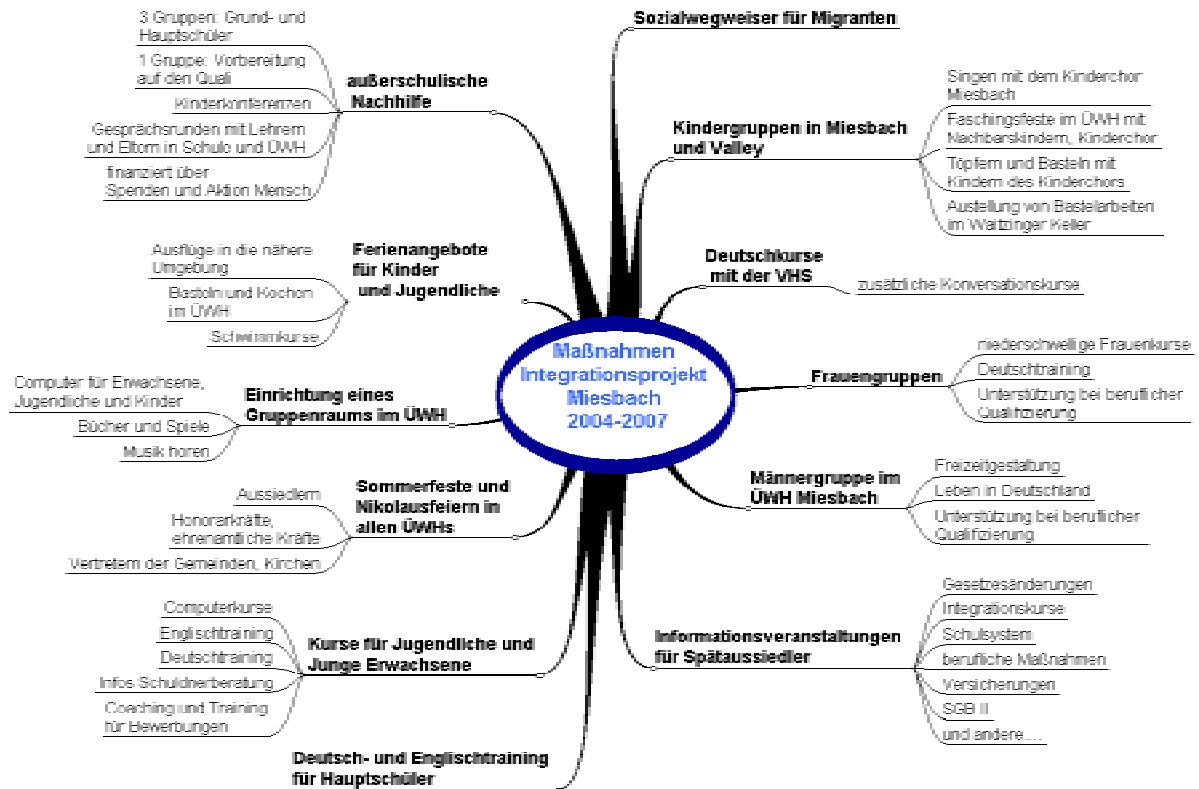 Maßnahmen
Integrationsprojekt
Miesbach
2004-2007
Sozialwegweiser für Migranten
Kindergruppen in Miesbach
und Valley
Singen mit dem Kinderchor
Miesbach
Faschingsfeste im ÜWH mit
Nachbarskindern, Kinderchor
Töpfern und Basteln mit
Kindern des Kinderchors
Austellung von Bastelarbeiten
im Waitzinger Keller
Deutschkurse
mit der VHS
zusätzliche Konversationskurse
Frauengruppen
niederschwellige Frauenkurse
Deutschtraining
Unterstützung bei beruflicher
Qualifizierung
Männergruppe im
ÜWH Miesbach
Freizeitgestaltung
Leben in Deutschland
Unterstützung bei beruflicher
Qualifizierung
Informationsveranstaltungen
für Spätaussiedler
Gesetzesänderungen
Integrationskurse
Schulsystem
berufliche Maßnahmen
Versicherungen
SGB II
und andere....
außerschulische
Nachhilfe
3 Gruppen: Grund- und
Hauptschüler
1 Gruppe: Vorbereitung
auf den Quali
Kinderkonferenzen
Gesprächsrunden mit Lehrern
und Eltern in Schule und ÜWH
finanziert über
Spenden und Aktion Mensch
Ferienangebote
für Kinder
und Jugendliche
Ausflüge in die nähere
Umgebung
Basteln und Kochen
im ÜWH
Schwimmkurse
Einrichtung eines
Gruppenraums im ÜWH
Computer für Erwachsene,
Jugendliche und Kinder
Bücher und Spiele
Musik hören
Sommerfeste und
Nikolausfeiern in
allen ÜWHs
Aussiedlern
Honorarkräfte,
ehrenamtliche Kräfte
Vertretern der Gemeinden, Kirchen
Kurse für Jugendliche und
Junge Erwachsene
Computerkurse
Englischtraining
Deutschtraining
Infos Schuldnerberatung
Coaching und Training
für Bewerbungen
Deutsch- und Englischtraining
für Hauptschüler